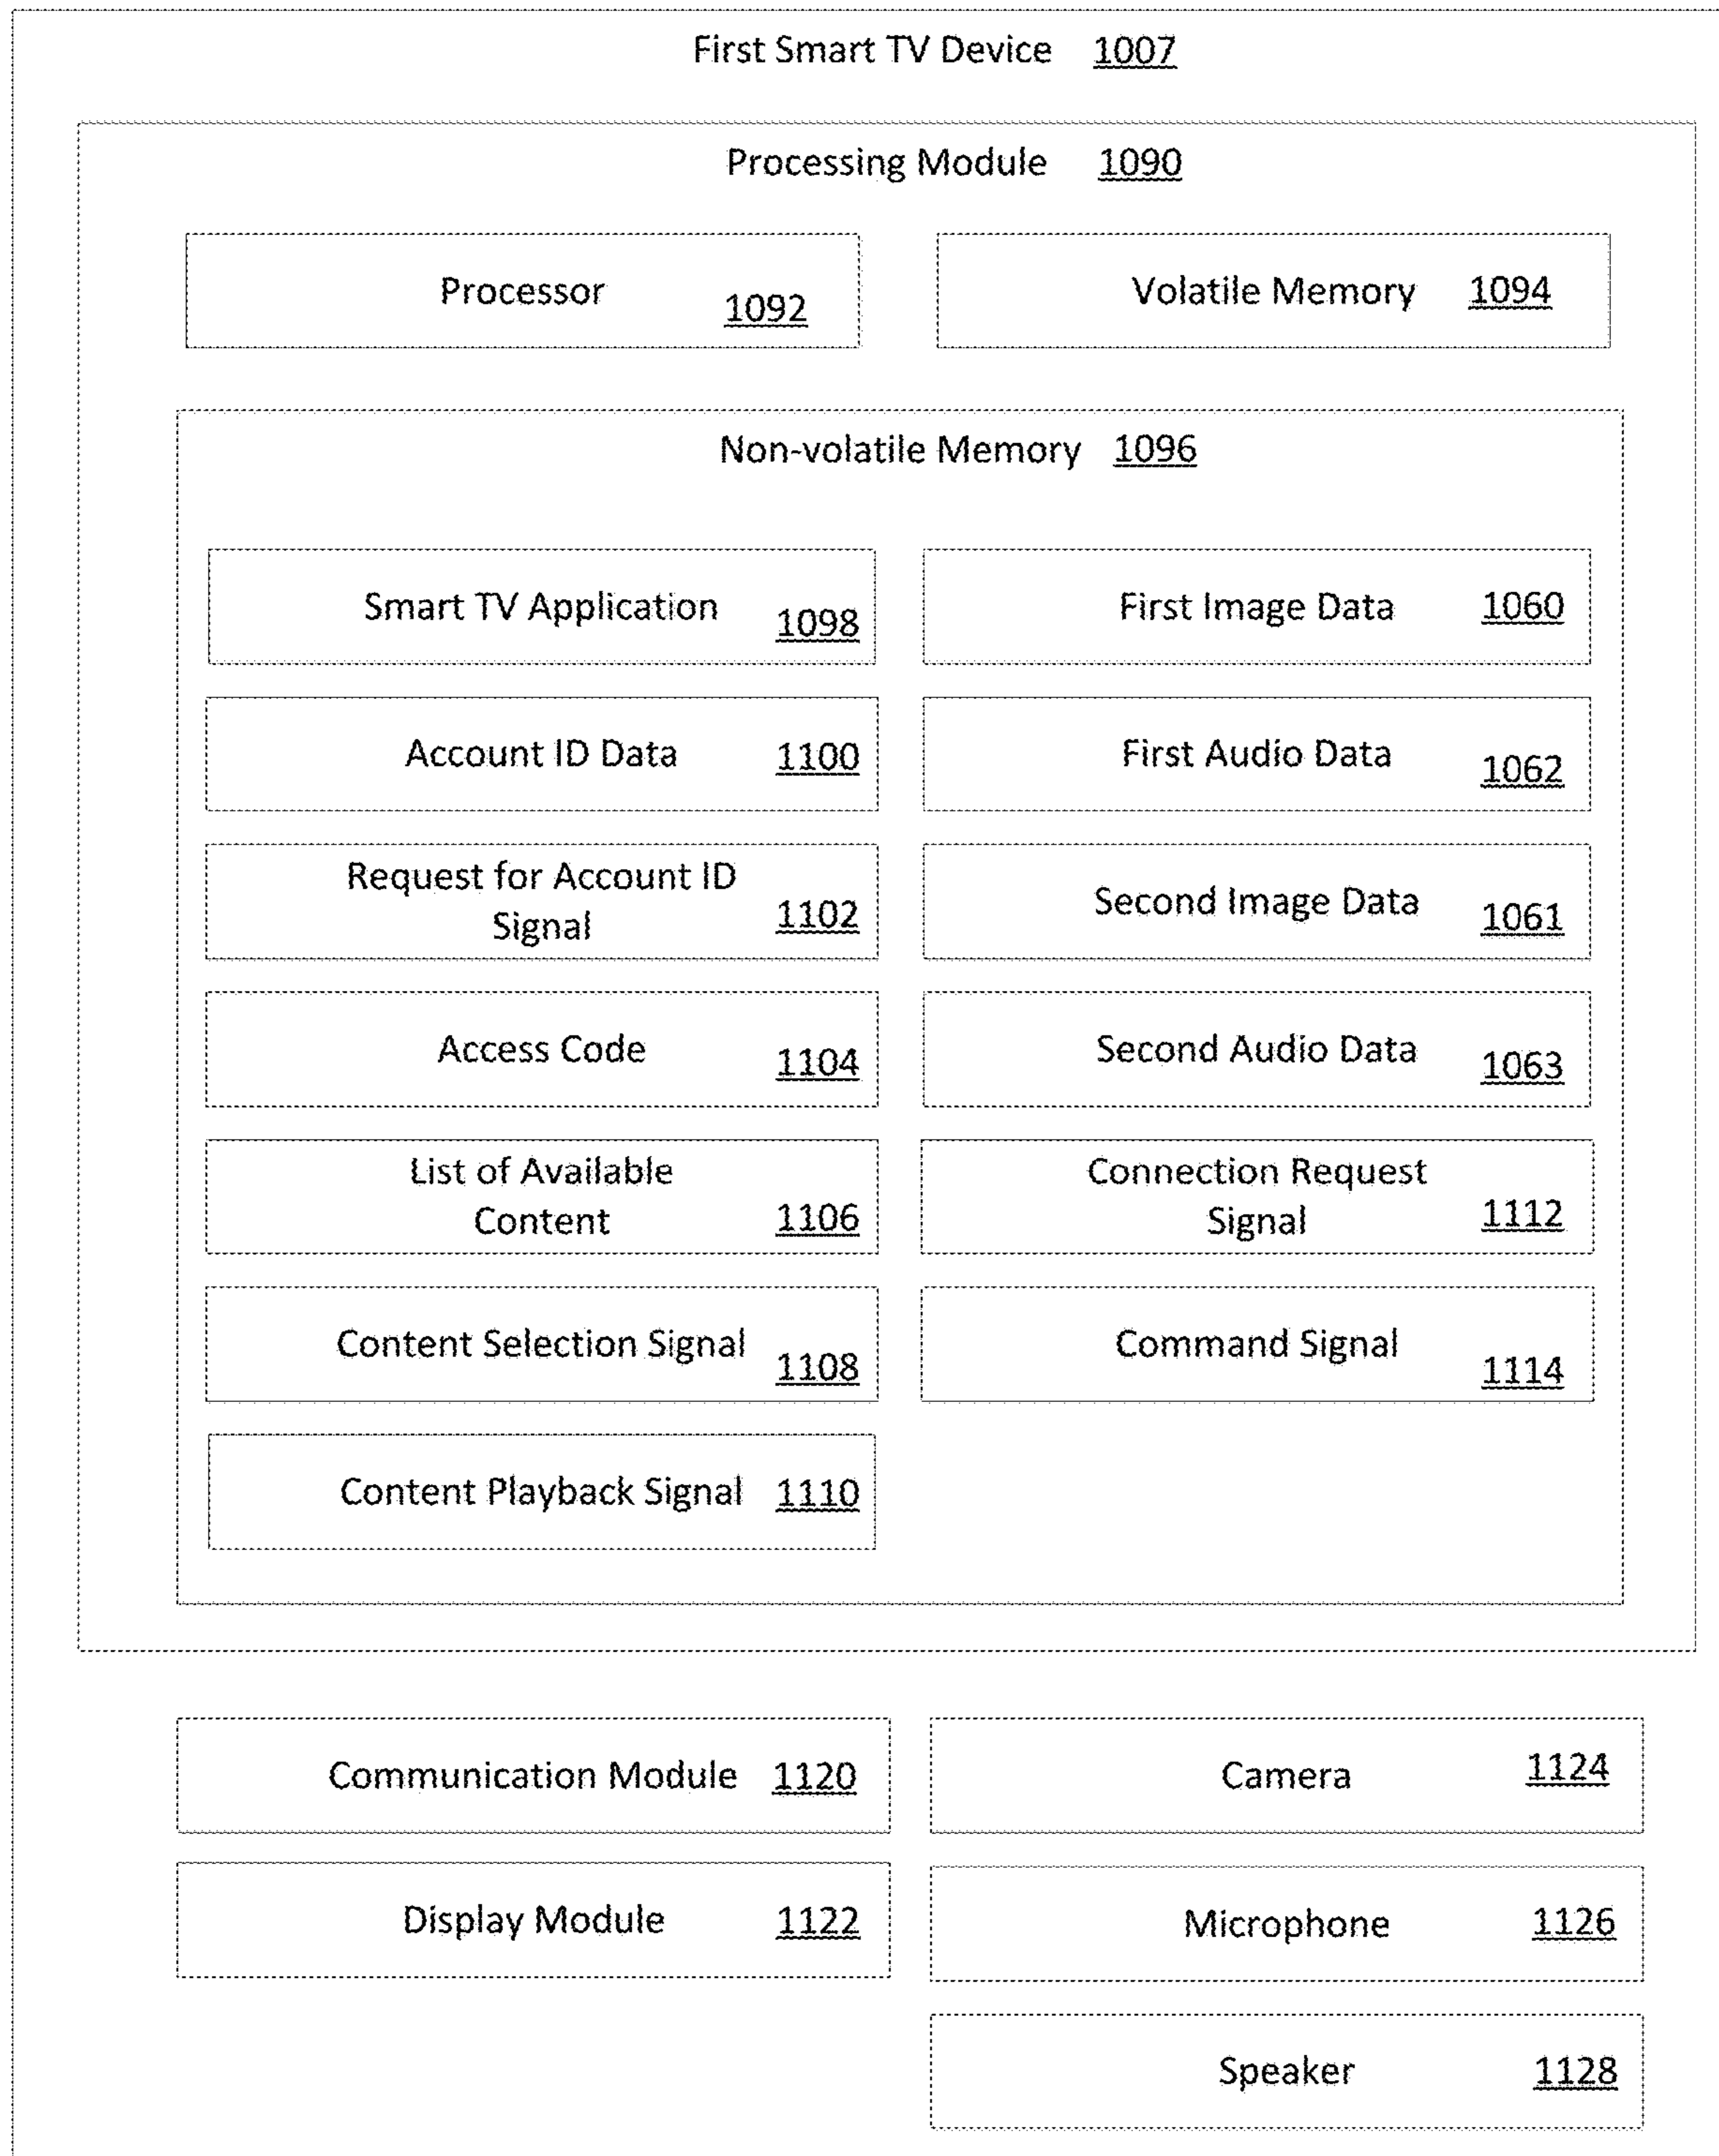 First Smart TV Device 1007
Processing Module 1090
Processor 1092
Volatile Memory 1094
Non-volatile Memory 1096
Smart TV Application 1098
First Image Data 1060
Account ID Data 1100
First Audio Data 1062
Request for Account ID
Signal 1102
Second Image Data 1061
Access Code 1104
Second Audio Data 1063
List of Available
Content 1106
Connection Request
Signal 1112
Content Selection Signal 1108
Command Signal 1114
Content Playback Signal 1110
Communication Module 1120
Camera 1124
Display Module 1122
Microphone 1126
Speaker 1128